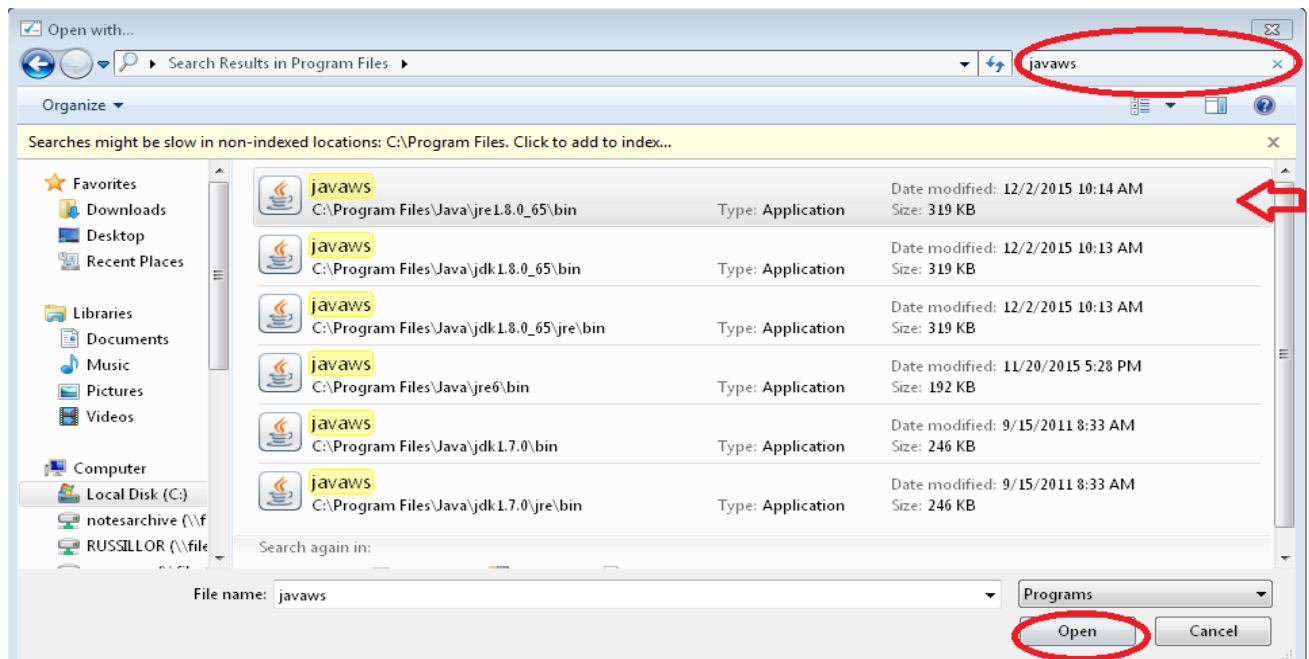 Open with...
Search Results in Program Files
javaws
Organize
Searches might be slow in non-indexed locations: C:\Program Files. Click to add to index...
Favorites
Downloads
Desktop
Recent Places
Libraries
Documents
Music
Pictures
Videos
Computer
Local Disk (C:)
notesarchive (\\f
RUSSILLOR (\\file
javaws
Date modified: 12/2/2015 10:14 AM
C:\Program Files\Java\jre1.8.0_65\bin Type: Application Size: 319 KB
javaws
Date modified: 12/2/2015 10:13 AM
C:\Program Files\Java\jdk1.8.0_65\bin Type: Application Size: 319 KB
javaws
Date modified: 12/2/2015 10:13 AM
C:\Program Files\Java\jdk1.8.0_65\jre\bin Type: Application Size: 319 KB
javaws
Date modified: 11/20/2015 5:28 PM
C:\Program Files\Java\jre6\bin Type: Application Size: 192 KB
javaws
Date modified: 9/15/2011 8:33 AM
C:\Program Files\Java\jdk1.7.0\bin Type: Application Size: 246 KB
javaws
Date modified: 9/15/2011 8:33 AM
C:\Program Files\Java\jdk1.7.0\jre\bin Type: Application Size: 246 KB
Search again in:
File name: javaws
Programs
Open Cancel